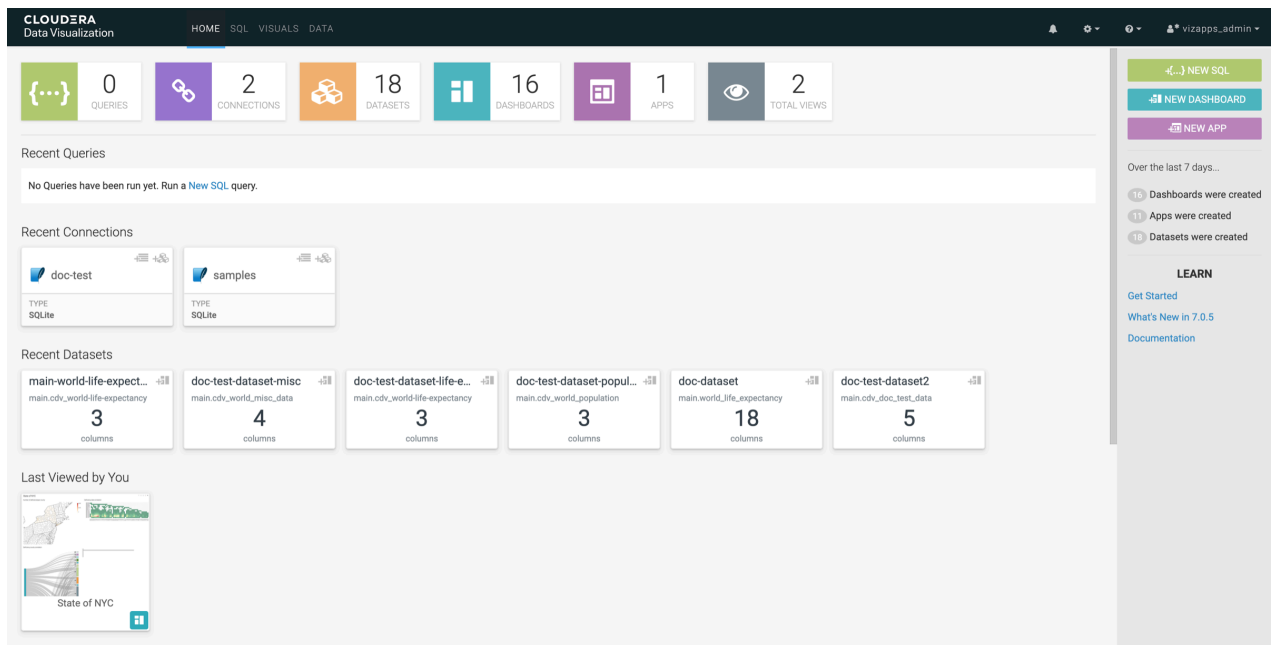 CLOUDERA
Data Visualization
HOME SQL VISUALS DATA
vizapps_admin
{...} 0 QUERIES
2 CONNECTIONS
18 DATASETS
16 DASHBOARDS
1 APPS
2 TOTAL VIEWS
+{...} NEW SQL
NEW DASHBOARD
NEW APP
Over the last 7 days...
16 Dashboards were created
11 Apps were created
18 Datasets were created
LEARN
Get Started
What's New in 7.0.5
Documentation
Recent Queries
No Queries have been run yet. Run a New SQL query.
Recent Connections
doc-test
TYPE
SQLite
samples
TYPE
SQLite
Recent Datasets
main-world-life-expect...
main.cdv_world-life-expectancy
3
columns
doc-test-dataset-misc
main.cdv_world_misc_data
4
columns
doc-test-dataset-life-e...
main.cdv_world-life-expectancy
3
columns
doc-test-dataset-popul...
main.cdv_world_population
3
columns
doc-dataset
main.world_life_expectancy
18
columns
doc-test-dataset2
main.cdv_doc_test_data
5
columns
Last Viewed by You
State of NYC